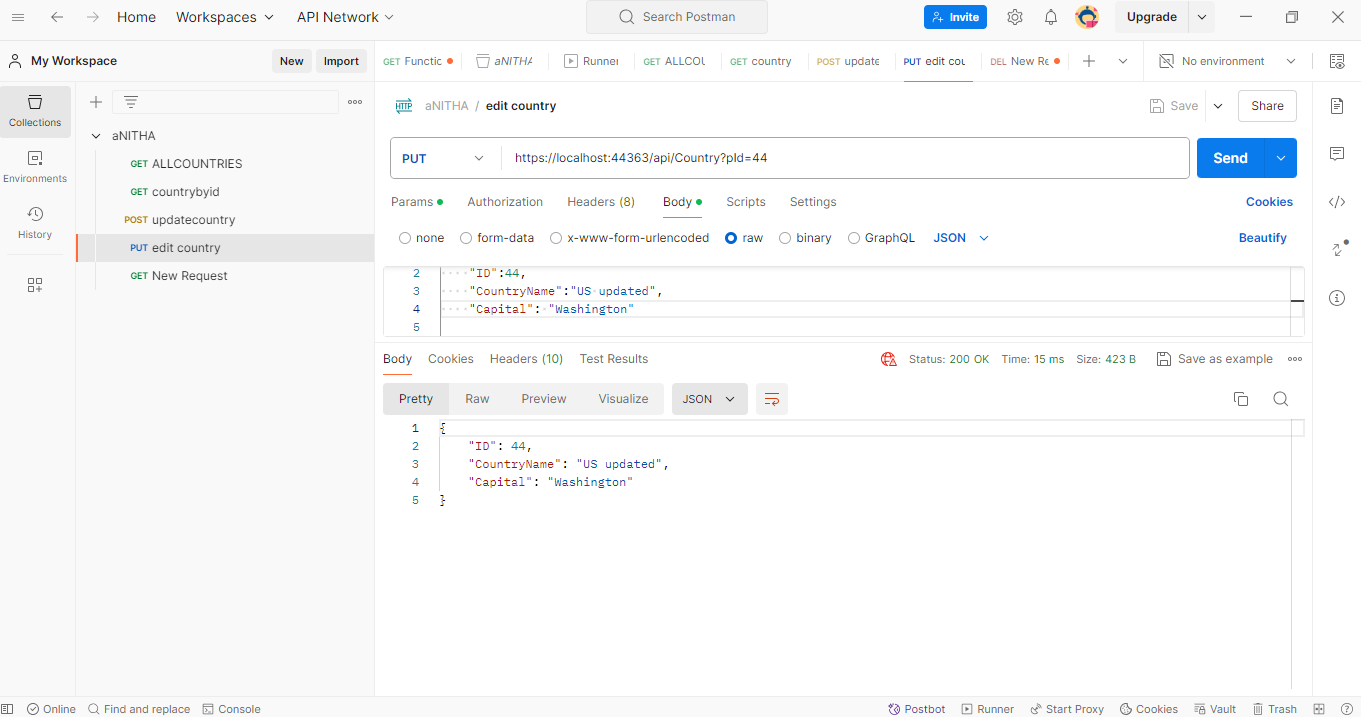 Home Workspaces API Network Search Postman Invite Upgrade
My Workspace New Import GET Functic aNITHA Runner GET ALLCOU GET country POST update PUT edit cou DEL New Re No environment
Collections
Environments
History
aNITHA
GET ALLCOUNTRIES
GET countrybyid
POST updatecountry
PUT edit country
GET New Request
HTTP aNITHA / edit country Save Share
PUT https://localhost:44363/api/Country?pId=44 Send
Params Authorization Headers (8) Body Scripts Settings Cookies
none form-data x-www-form-urlencoded raw binary GraphQL JSON Beautify
2 "ID":44,
3 "CountryName":"US updated",
4 "Capital": "Washington"
5
Body Cookies Headers (10) Test Results Status: 200 OK Time: 15 ms Size: 423 B Save as example
Pretty Raw Preview Visualize JSON
1 {
2 "ID": 44,
3 "CountryName": "US updated",
4 "Capital": "Washington"
5 }
Online Find and replace Console Postbot Runner Start Proxy Cookies Vault Trash